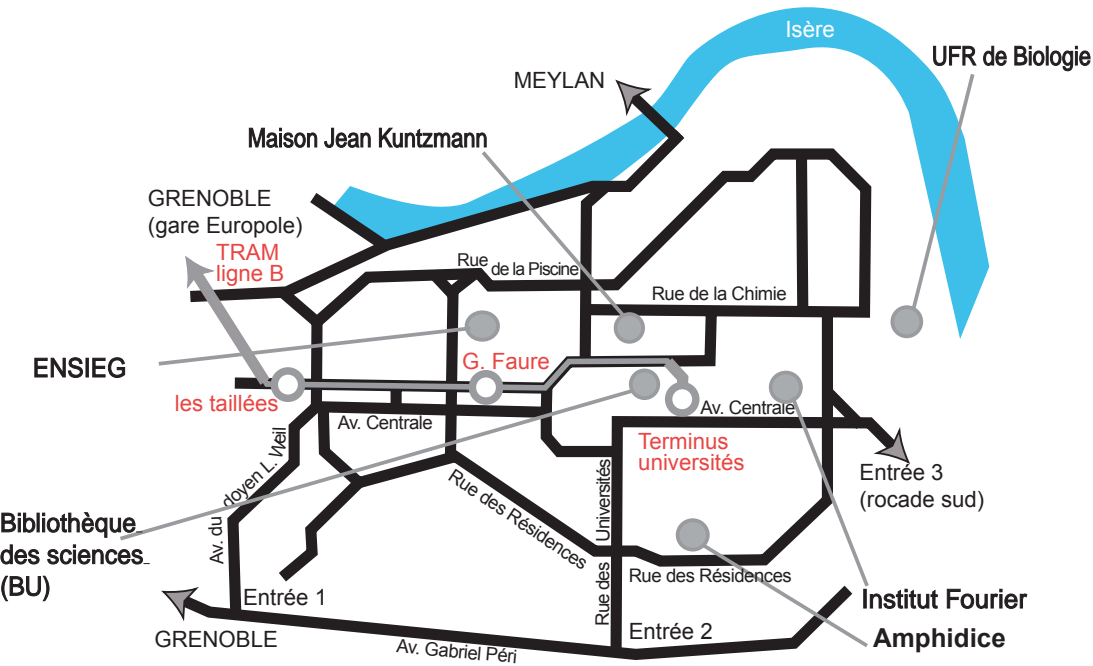 Isère
UFR de Biologie
MEYLAN
Maison Jean Kuntzmann
GRENOBLE
(gare Europole)
TRAM
ligne B
Rue
de la Piscine
Rue de la Chimie
ENSIEG
G. Faure
les taillées
Av. Centrale
Av. Centrale
Terminus
universités
Av. du doyen L. Weil
Entrée 3
(rocade sud)
Rue des Résidences
Rue des Universités
Bibliothèque
des sciences
(BU)
Rue des Résidences
Entrée 1
Institut Fourier
Amphidice
Entrée 2
GRENOBLE
Av. Gabriel Péri